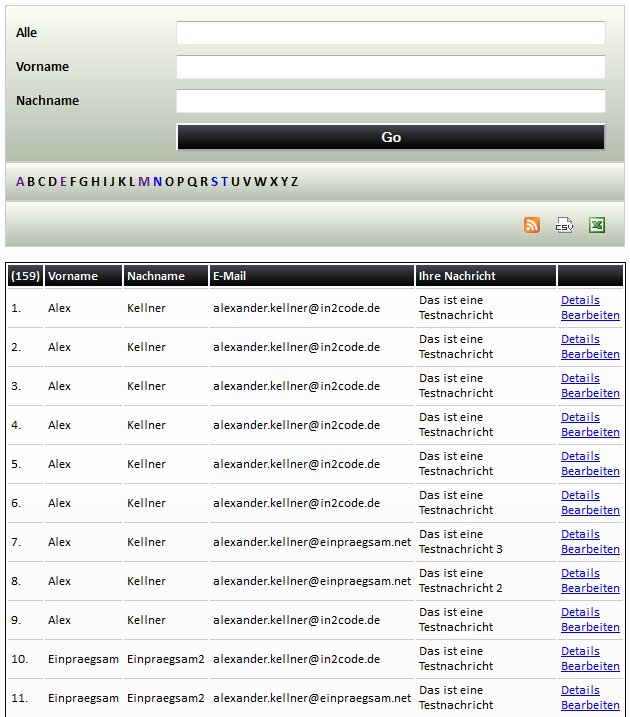 Alle
Vorname
Nachname
Go
A B C D E F G H I J K L M N O P Q R S T U V W X Y Z
CSV
(159) Vorname Nachname E-Mail Ihre Nachricht
1. Alex Kellner alexander.kellner@in2code.de Das ist eine Testnachricht Details Bearbeiten
2. Alex Kellner alexander.kellner@in2code.de Das ist eine Testnachricht Details Bearbeiten
3. Alex Kellner alexander.kellner@in2code.de Das ist eine Testnachricht Details Bearbeiten
4. Alex Kellner alexander.kellner@in2code.de Das ist eine Testnachricht Details Bearbeiten
5. Alex Kellner alexander.kellner@in2code.de Das ist eine Testnachricht Details Bearbeiten
6. Alex Kellner alexander.kellner@in2code.de Das ist eine Testnachricht Details Bearbeiten
7. Alex Kellner alexander.kellner@einpraegsam.net Das ist eine Testnachricht 3 Details Bearbeiten
8. Alex Kellner alexander.kellner@einpraegsam.net Das ist eine Testnachricht 2 Details Bearbeiten
9. Alex Kellner alexander.kellner@in2code.de Das ist eine Testnachricht Details Bearbeiten
10. Einpraegsam Einpraegsam2 alexander.kellner@in2code.de Das ist eine Testnachricht Details Bearbeiten
11. Einpraegsam Einpraegsam2 alexander.kellner@einpraegsam.net Das ist eine Testnachricht Details Bearbeiten